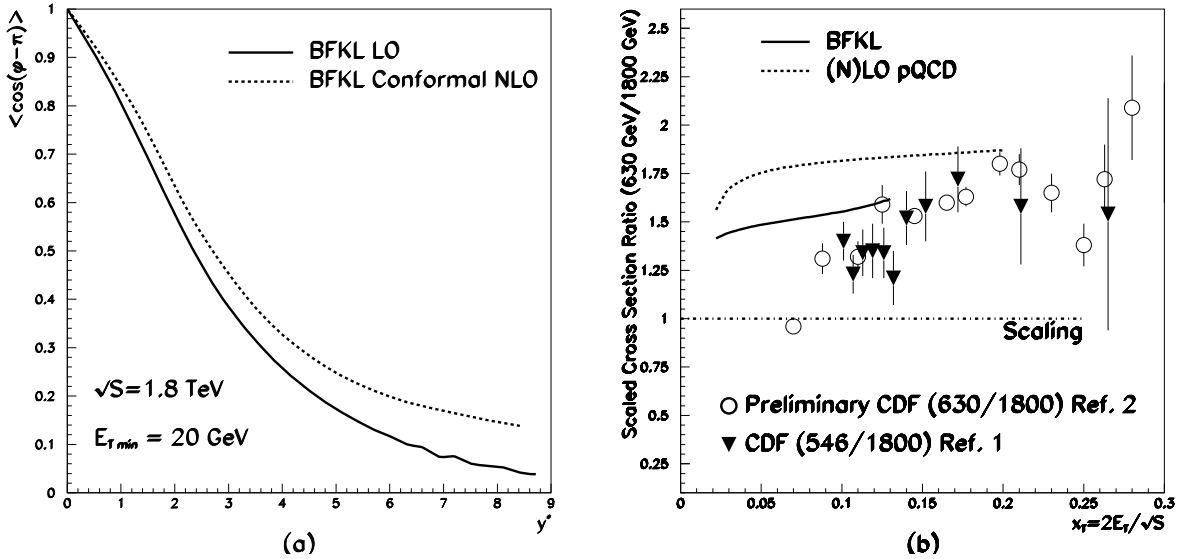 <cos(φ-π)>
1
0.9
0.8
0.7
0.6
0.5
0.4
0.3
0.2
0.1
0
BFKL LO
BFKL Conformal NLO
√S=1.8 TeV
E_T min = 20 GeV
0 1 2 3 4 5 6 7 8 9
y*
(a)
Scaled Cross Section Ratio (630 GeV/1800 GeV)
2.5
2.25
2
1.75
1.5
1.25
1
0.75
0.5
0.25
BFKL
(N)LO pQCD
Scaling
Preliminary CDF (630/1800) Ref. 2
CDF (546/1800) Ref. 1
0 0.05 0.1 0.15 0.2 0.25 0.3
x_T=2E_T/√S
(b)